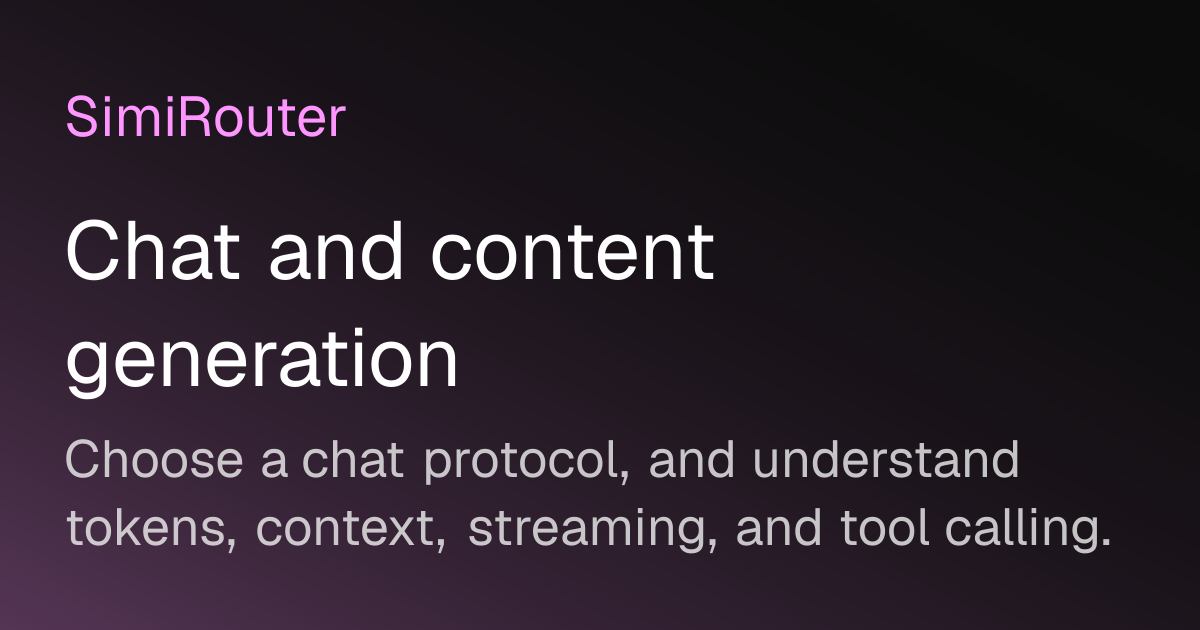 SimiRouter
Chat and content
generation
Choose a chat protocol, and understand
tokens, context, streaming, and tool calling.